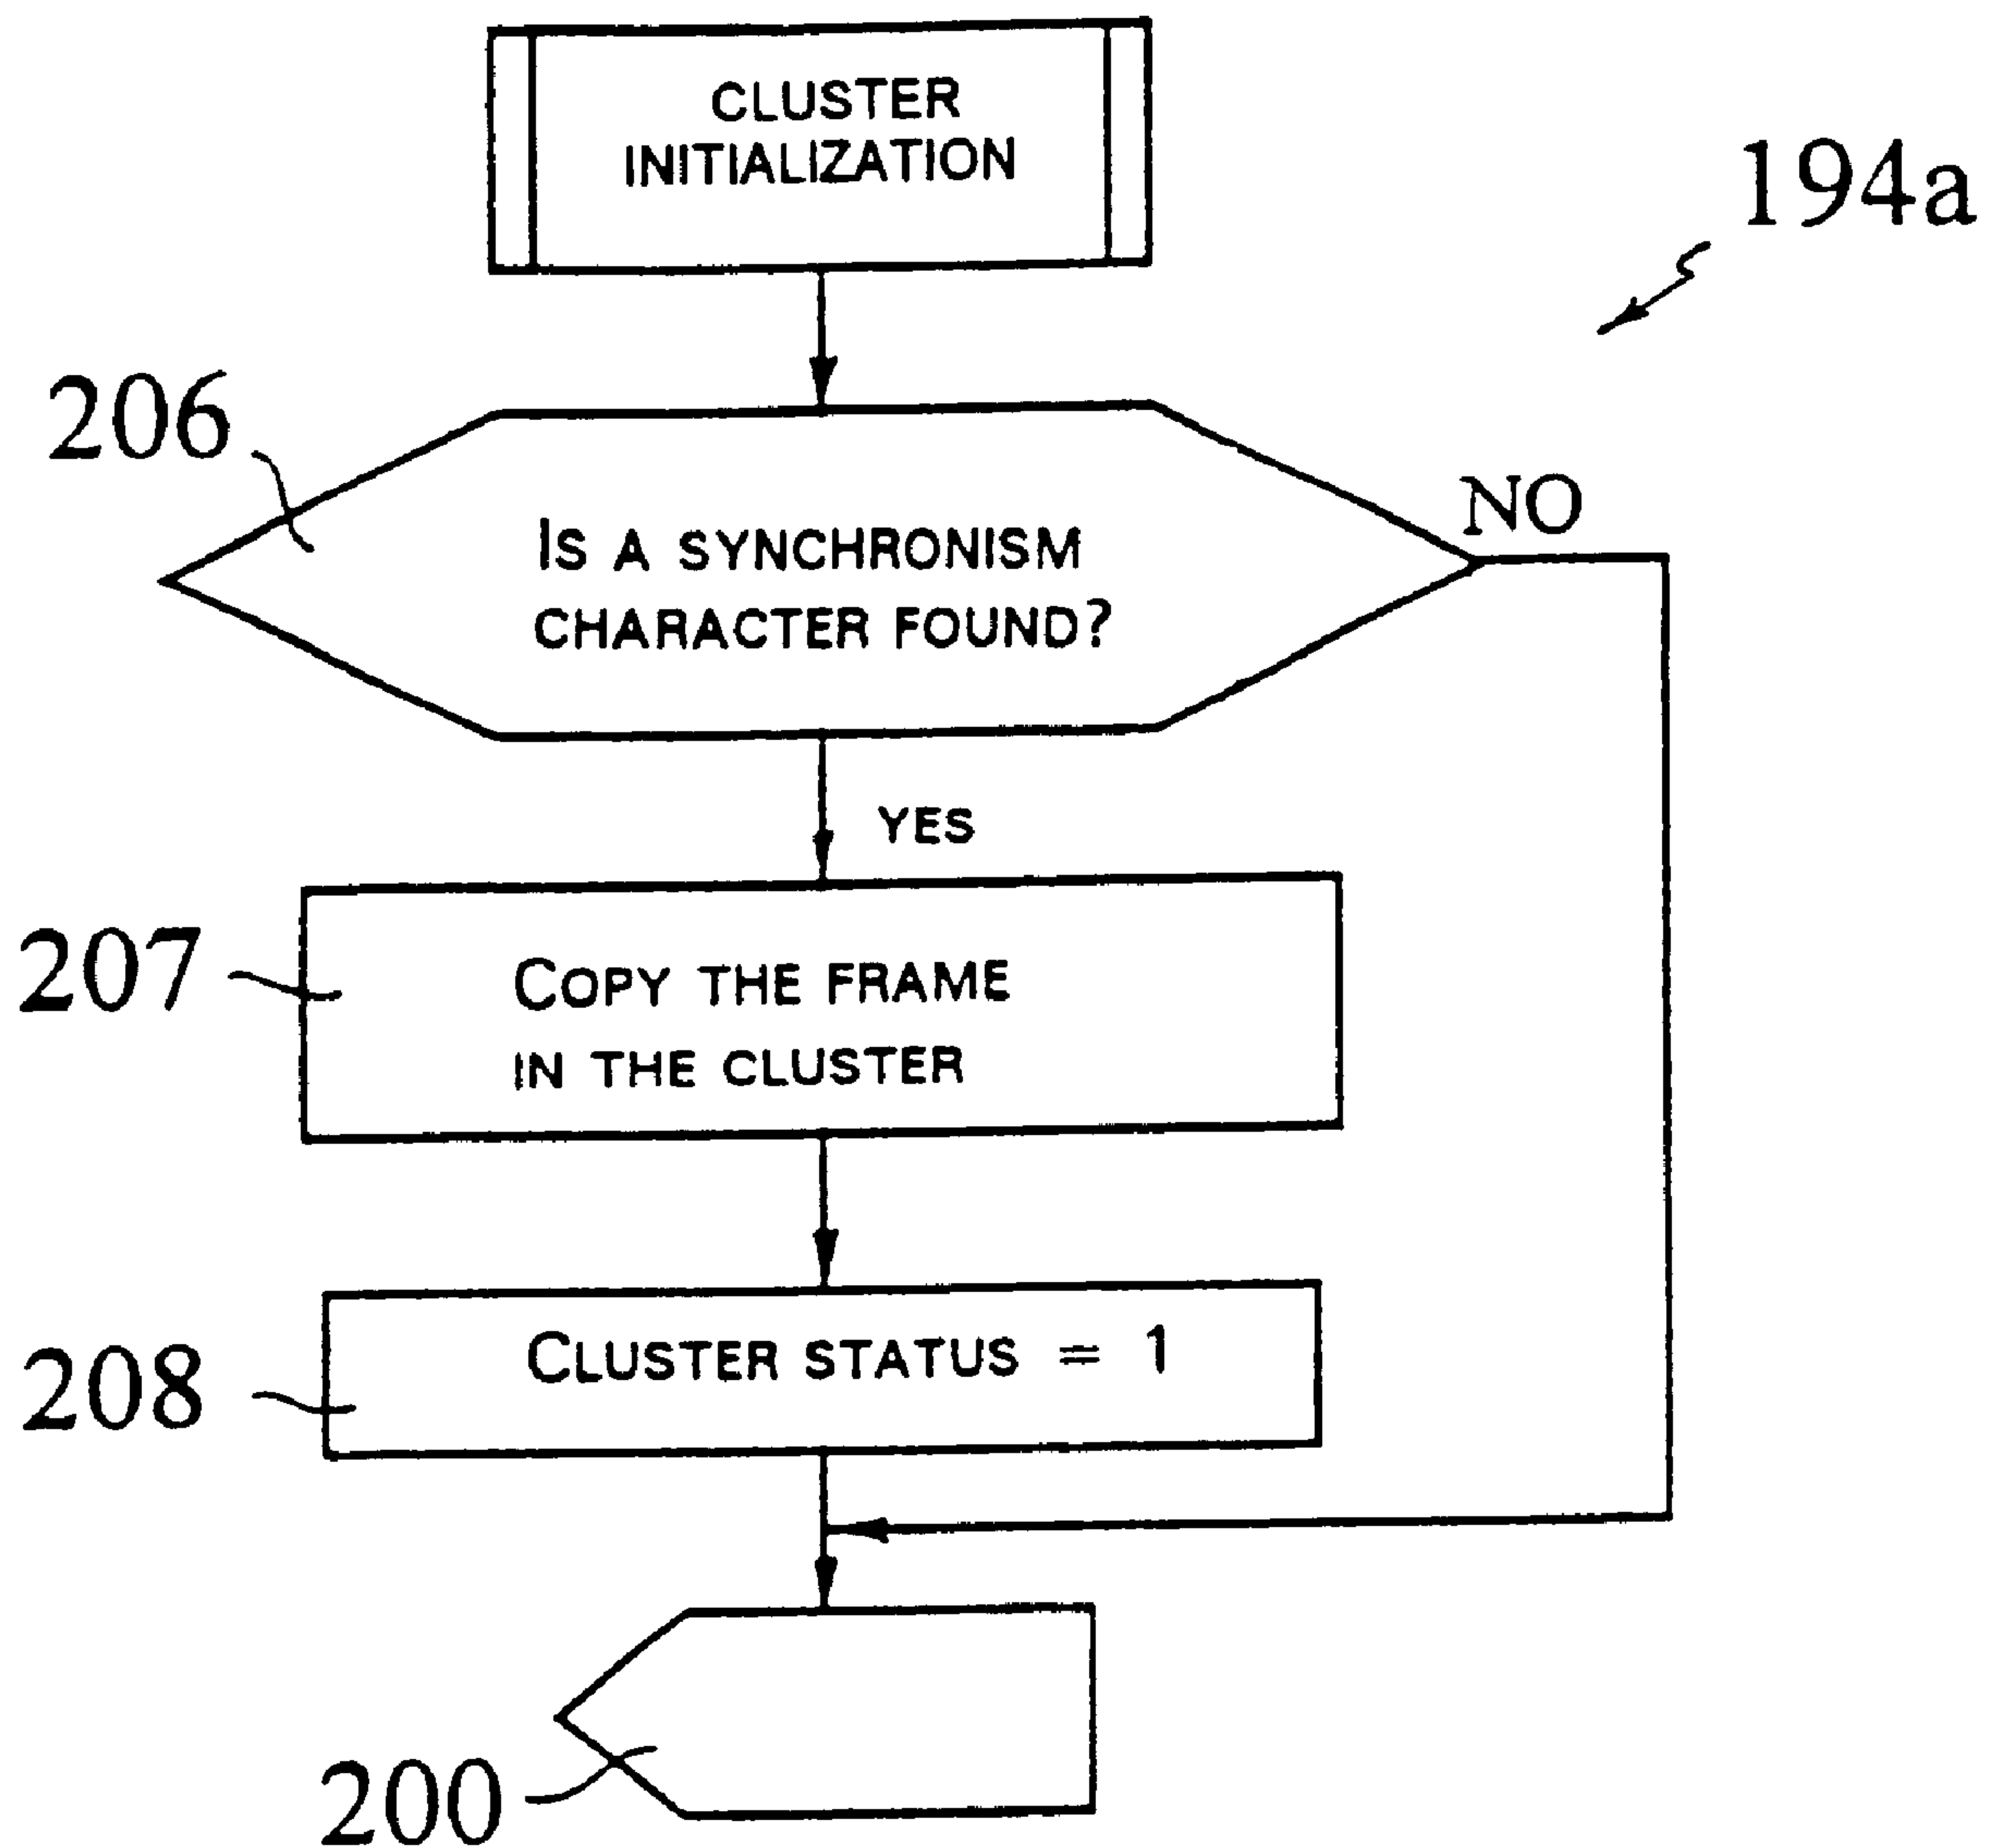 CLUSTER
INITIALIZATION
194a
206
NO
IS A SYNCHRONISM
CHARACTER FOUND?
YES
207
COPY THE FRAME
IN THE CLUSTER
208
CLUSTER STATUS = 1
200